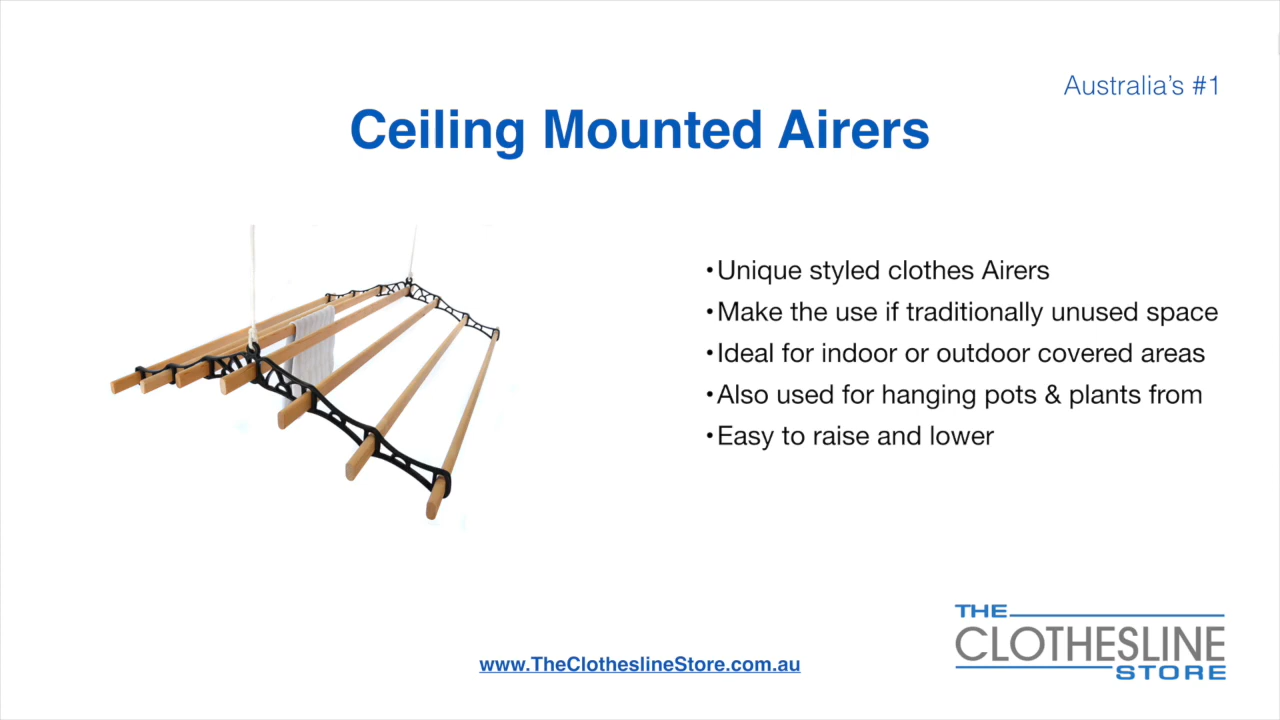 Australia's #1
Ceiling Mounted Airers
•Unique styled clothes Airers
•Make the use if traditionally unused space
•Ideal for indoor or outdoor covered areas
•Also used for hanging pots & plants from
•Easy to raise and lower
THE
CLOTHESLINE
STORE
www.TheClotheslineStore.com.au